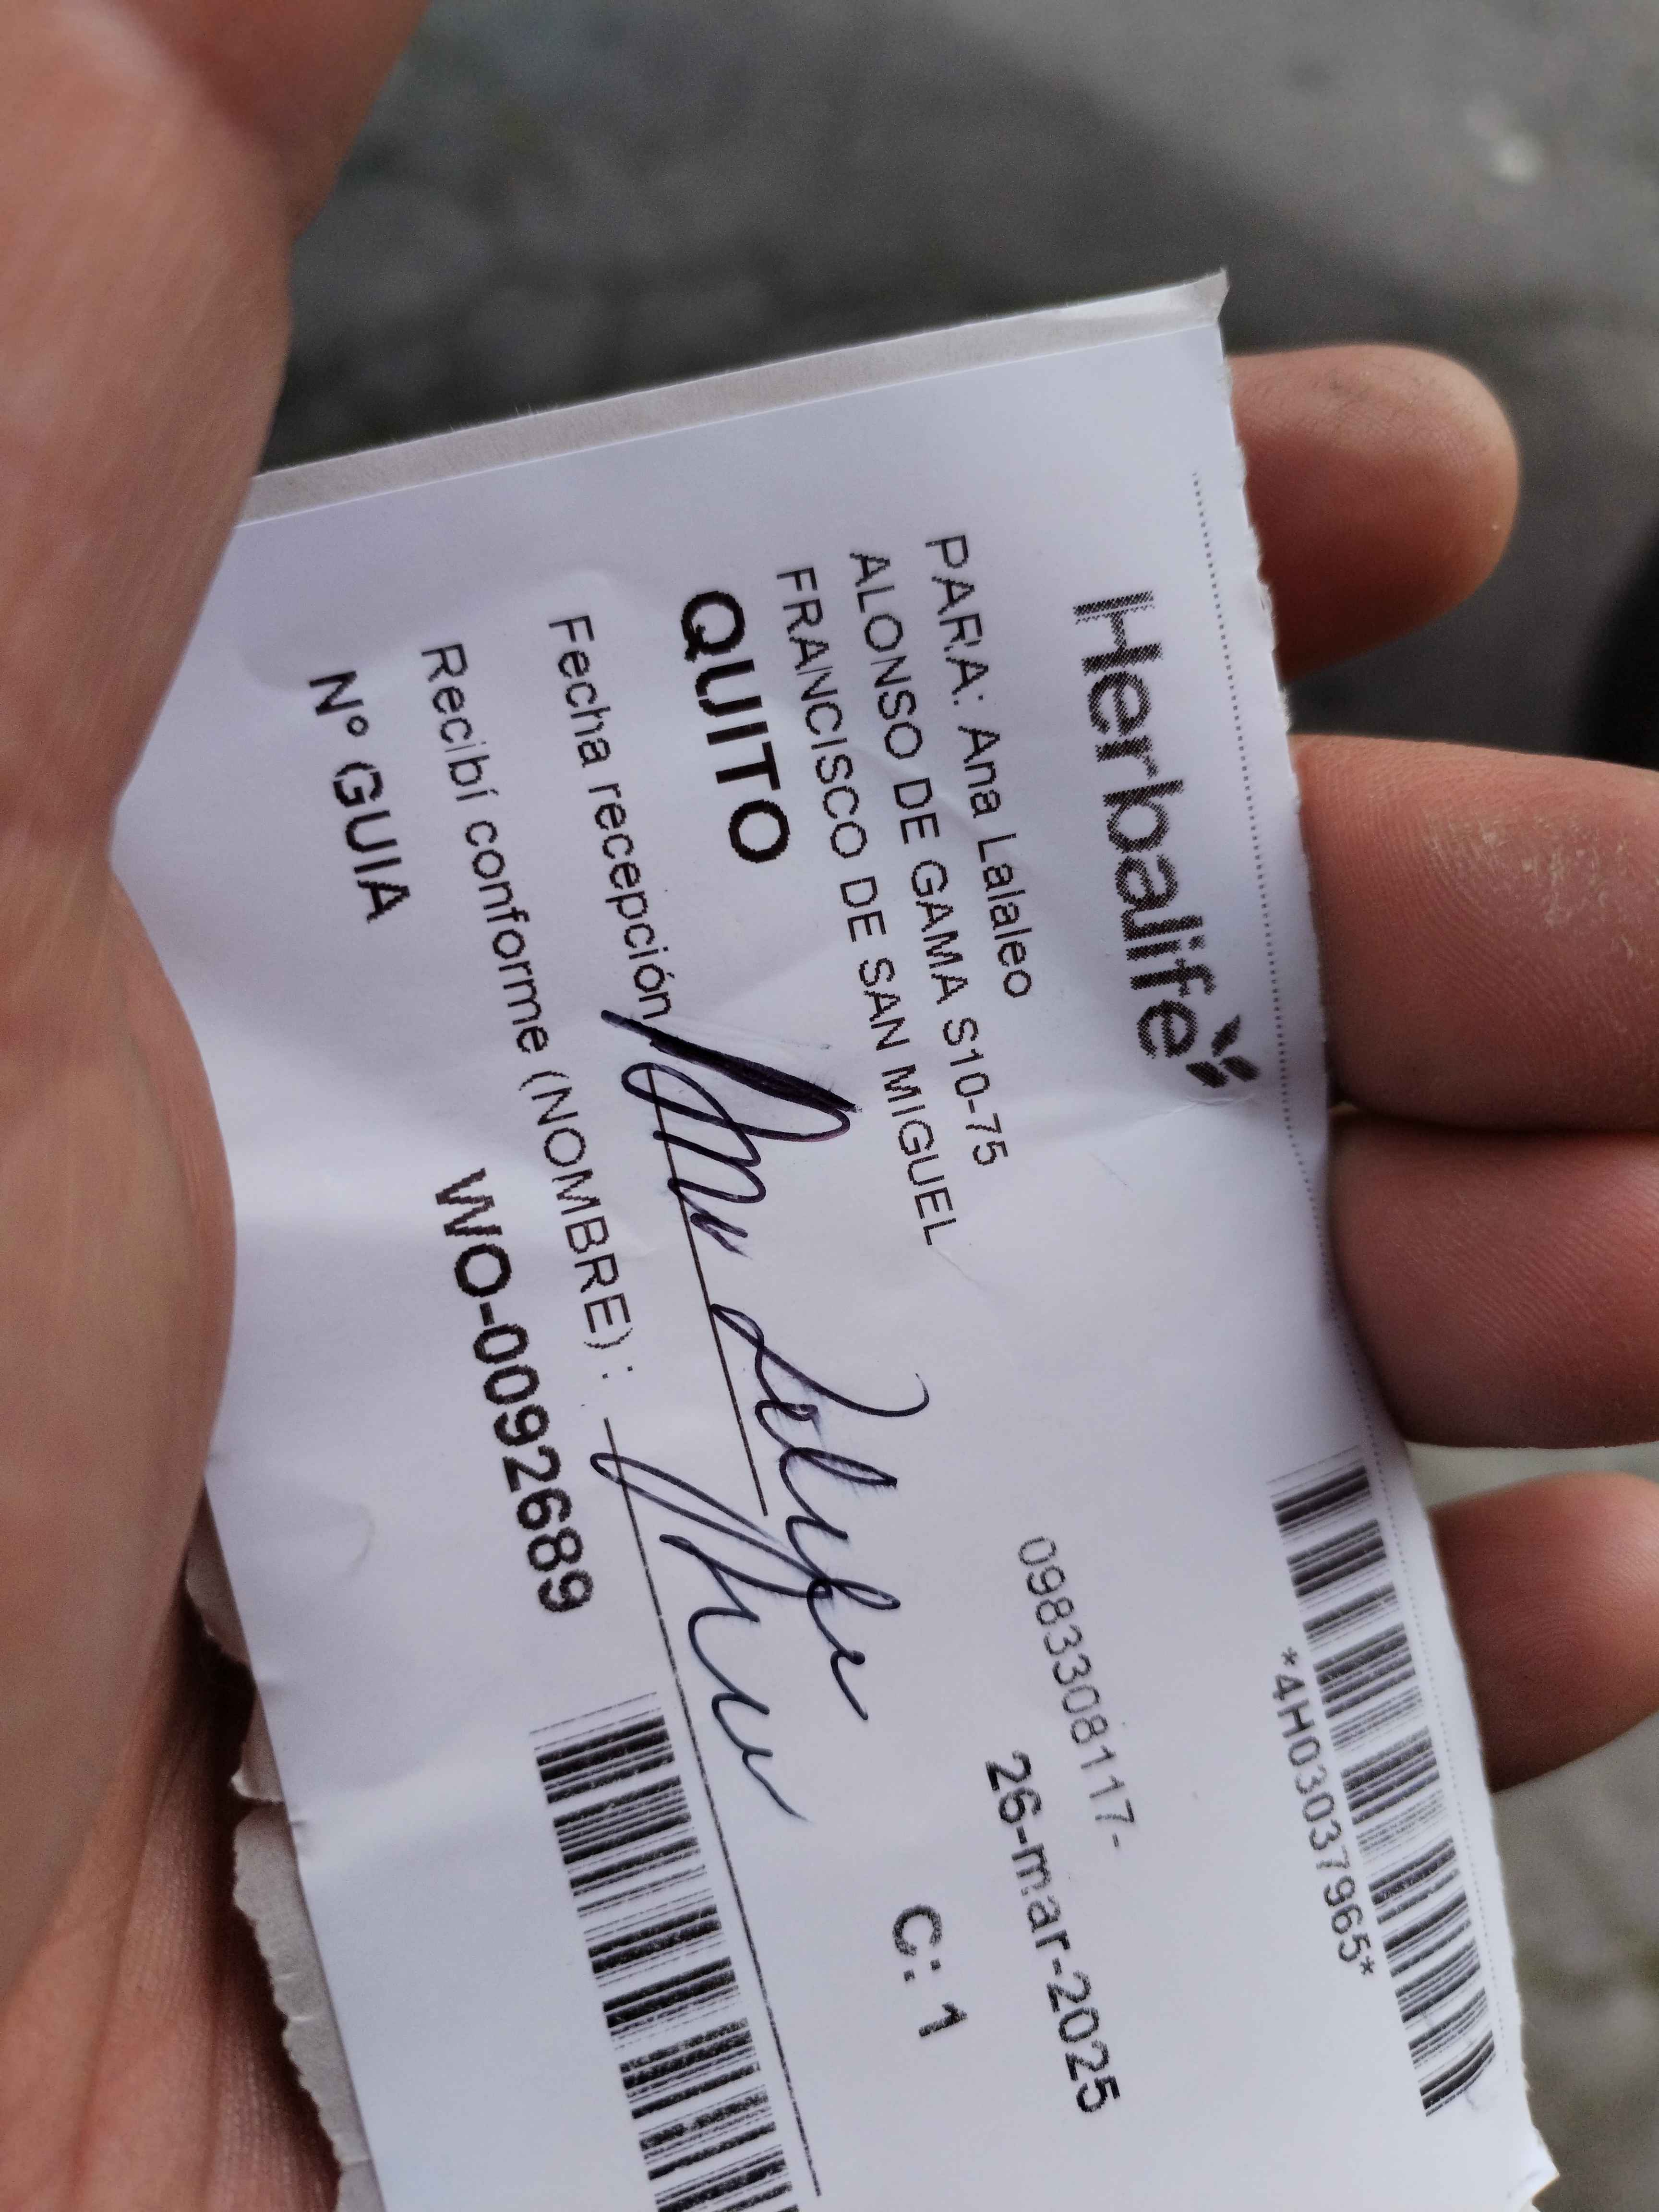 Herbalife
*4H03037965*
PARA: Ana Lalaleo
0983308117-
ALONSO DE GAMA S10-75
26-mar-2025
FRANCISCO DE SAN MIGUEL
QUITO
C: 1
Fecha recepción
Recibí conforme (NOMBRE) :
Nº GUIA
WO-0092689